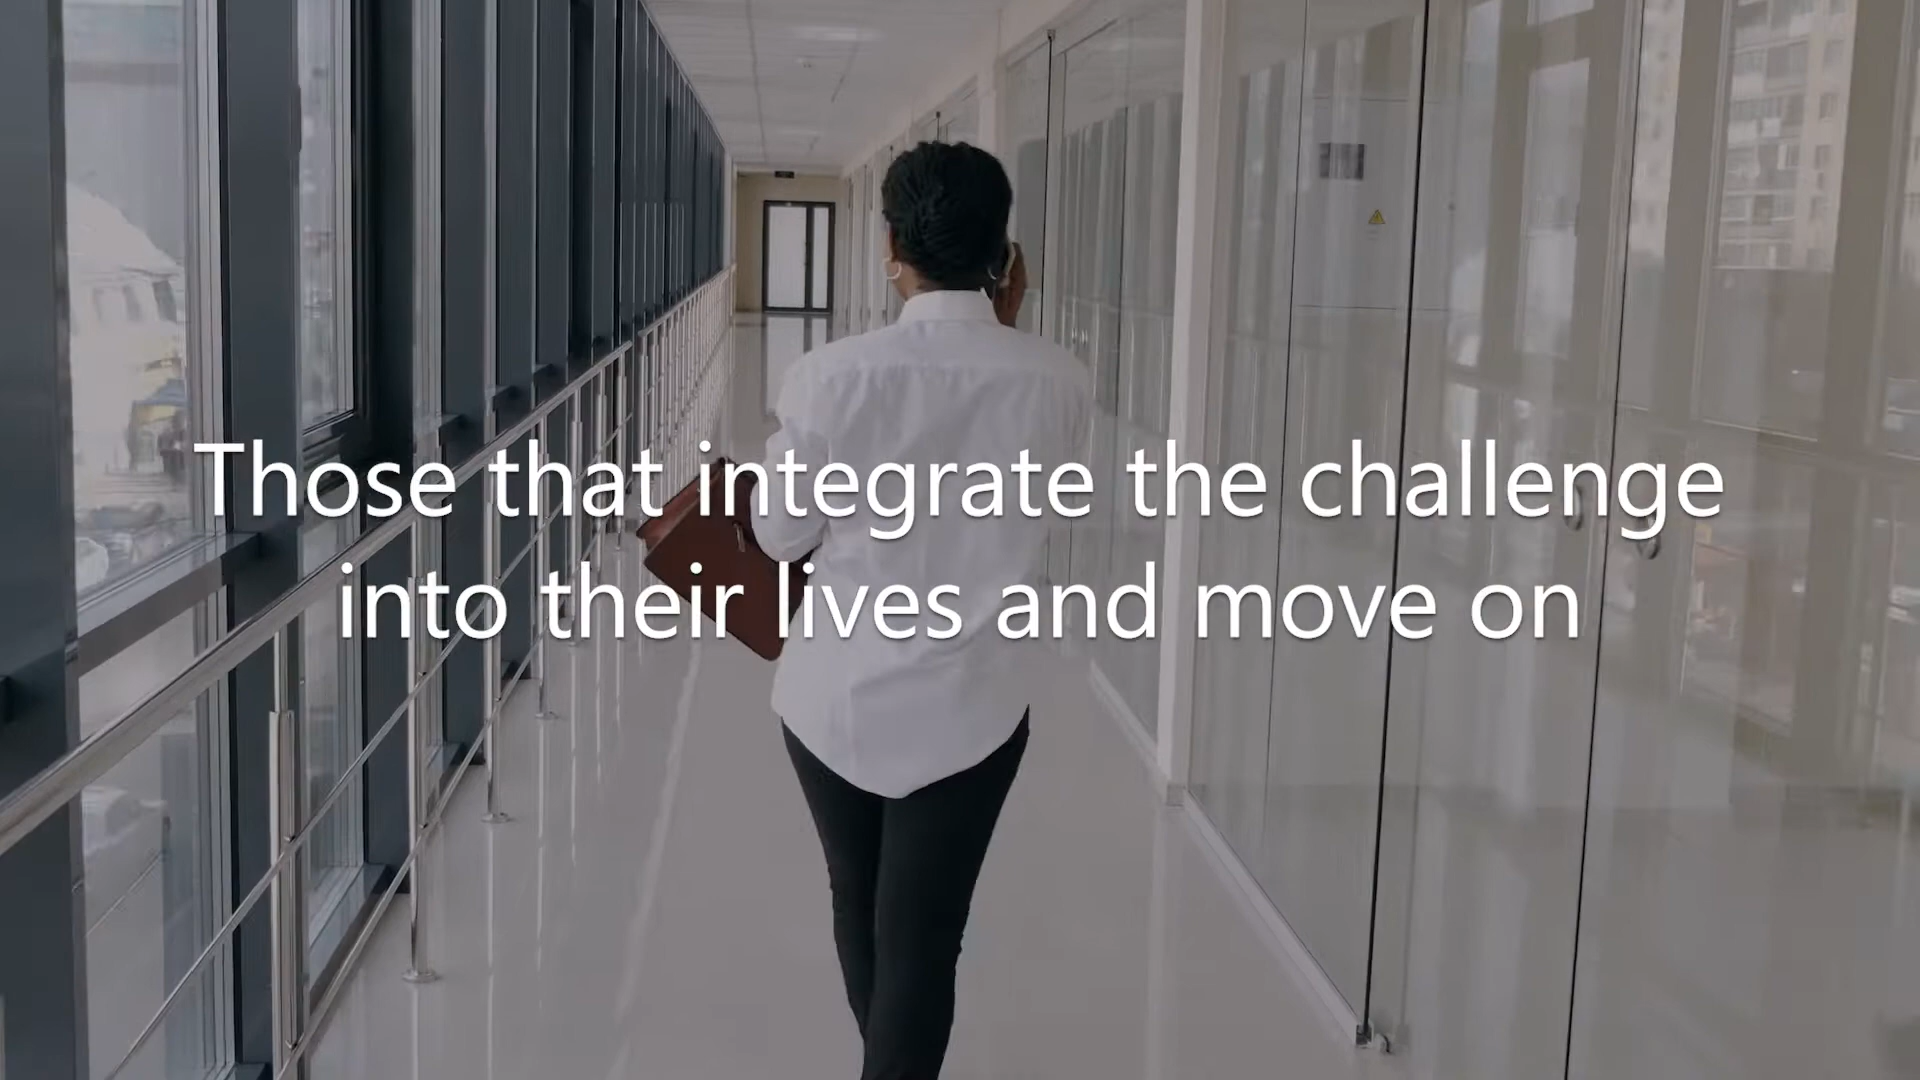 Those that integrate the challenge
into their lives and move on